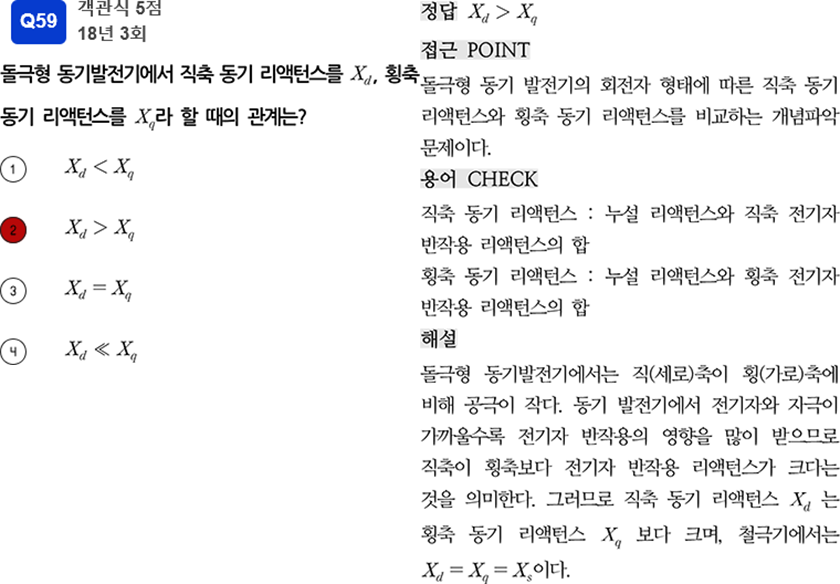 Q59
객관식 5점
18년 3회
돌극형 동기발전기에서 직축 동기 리액턴스를 X_d, 횡축
동기 리액턴스를 X_q라 할 때의 관계는?
① X_d < X_q
② X_d > X_q
③ X_d = X_q
④ X_d ≪ X_q
정답 X_d > X_q
접근 POINT
돌극형 동기 발전기의 회전자 형태에 따른 직축 동기
리액턴스와 횡축 동기 리액턴스를 비교하는 개념파악
문제이다.
용어 CHECK
직축 동기 리액턴스 : 누설 리액턴스와 직축 전기자
반작용 리액턴스의 합
횡축 동기 리액턴스 : 누설 리액턴스와 횡축 전기자
반작용 리액턴스의 합
해설
돌극형 동기발전기에서는 직(세로)축이 횡(가로)축에
비해 공극이 작다. 동기 발전기에서 전기자와 자극이
가까울수록 전기자 반작용의 영향을 많이 받으므로
직축이 횡축보다 전기자 반작용 리액턴스가 크다는
것을 의미한다. 그러므로 직축 동기 리액턴스 X_d 는
횡축 동기 리액턴스 X_q 보다 크며, 철극기에서는
X_d = X_q = X_s이다.